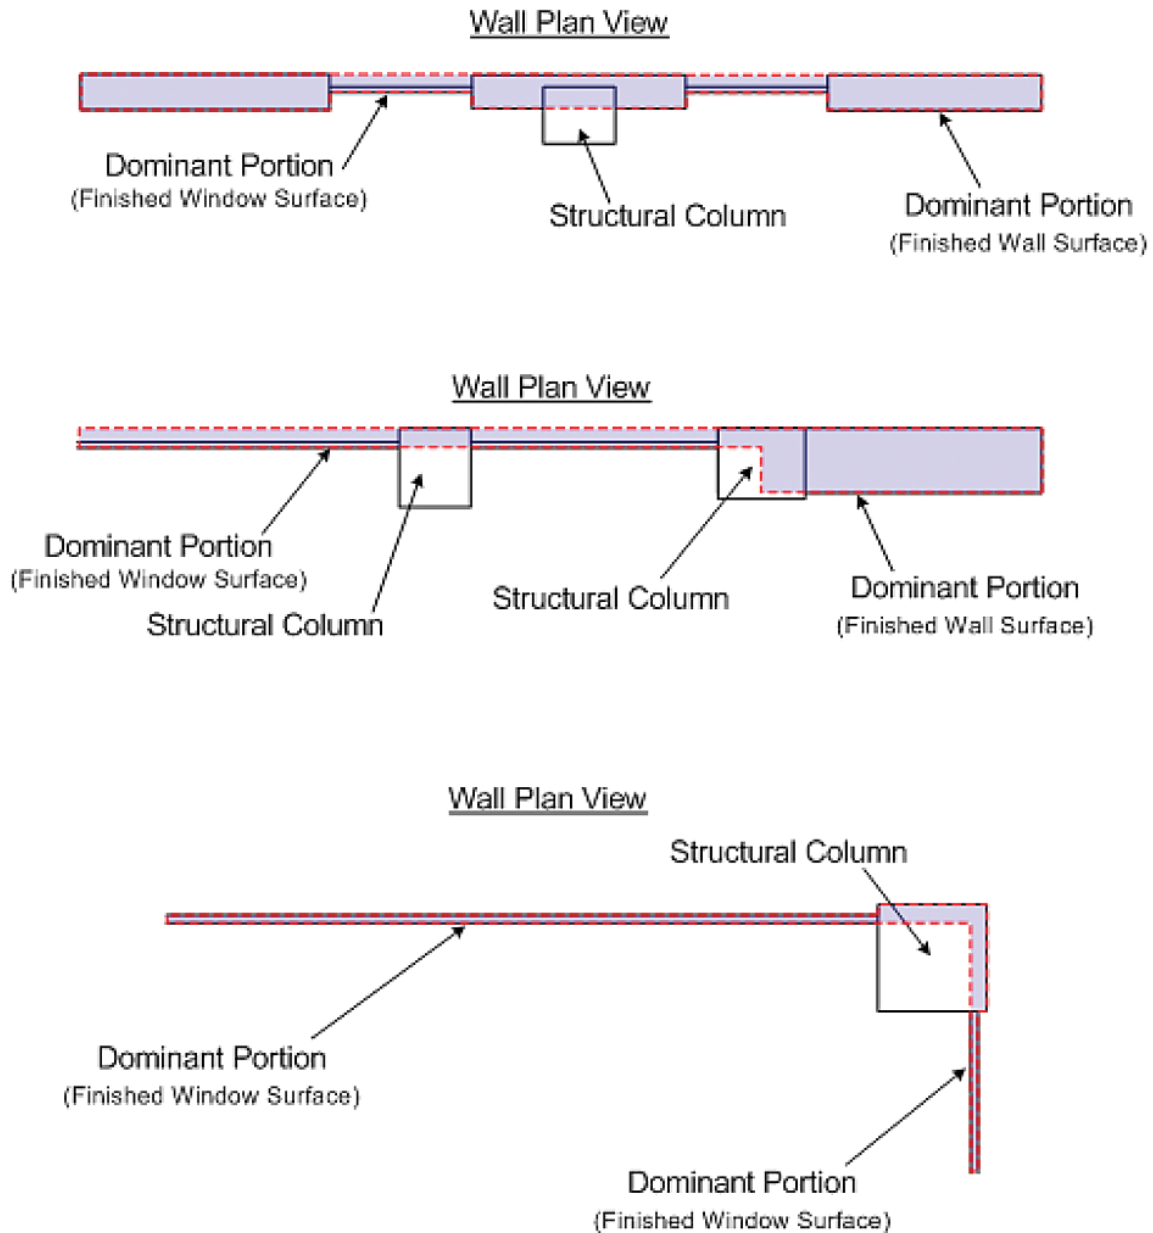 Wall Plan View
Dominant Portion
(Finished Window Surface)
Structural Column
Dominant Portion
(Finished Wall Surface)
Wall Plan View
Dominant Portion
(Finished Window Surface)
Structural Column
Structural Column
Dominant Portion
(Finished Wall Surface)
Wall Plan View
Structural Column
Dominant Portion
(Finished Window Surface)
Dominant Portion
(Finished Window Surface)